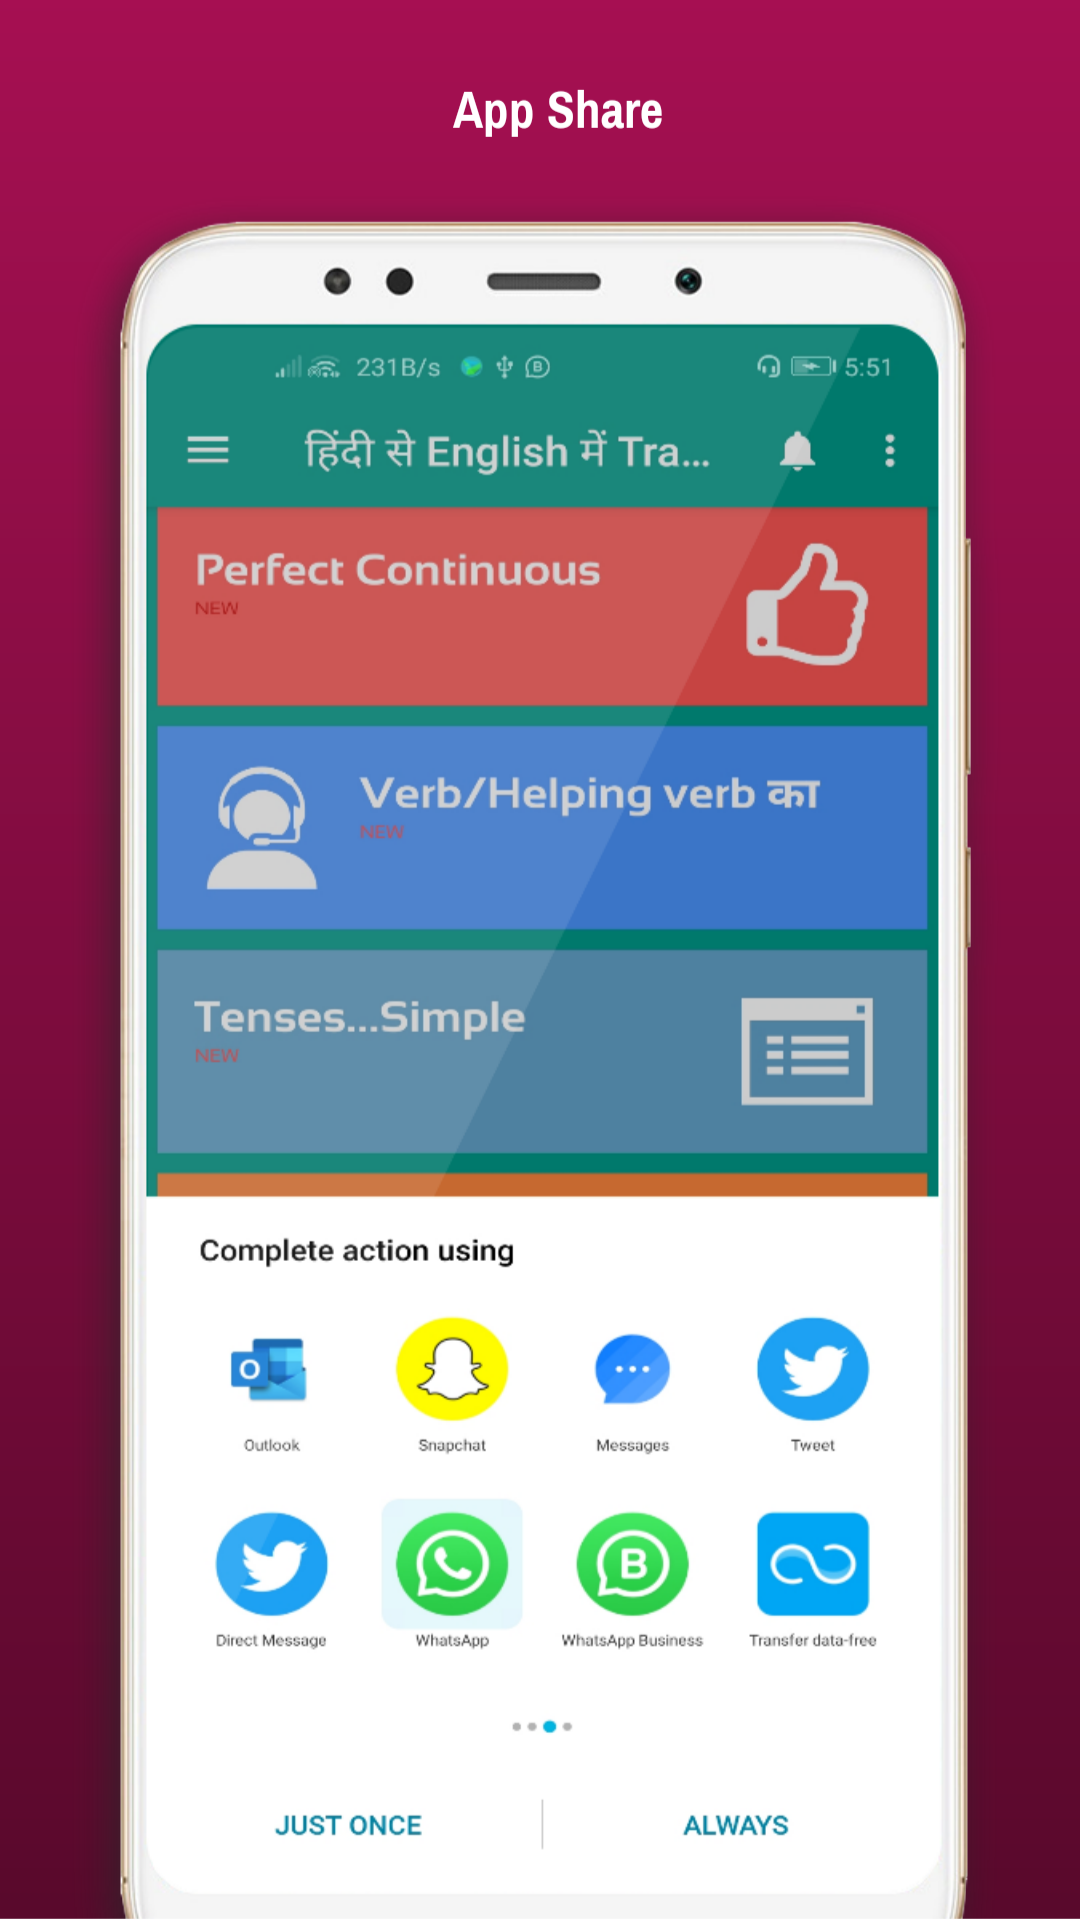 App Share
231B/s
5:51
हिंदी से English में Tra...
Perfect Continuous
NEW
Verb/Helping verb का
NEW
Tenses...Simple
NEW
Complete action using
Outlook
Snapchat
Messages
Tweet
Direct Message
WhatsApp
WhatsApp Business
Transfer data-free
JUST ONCE
ALWAYS